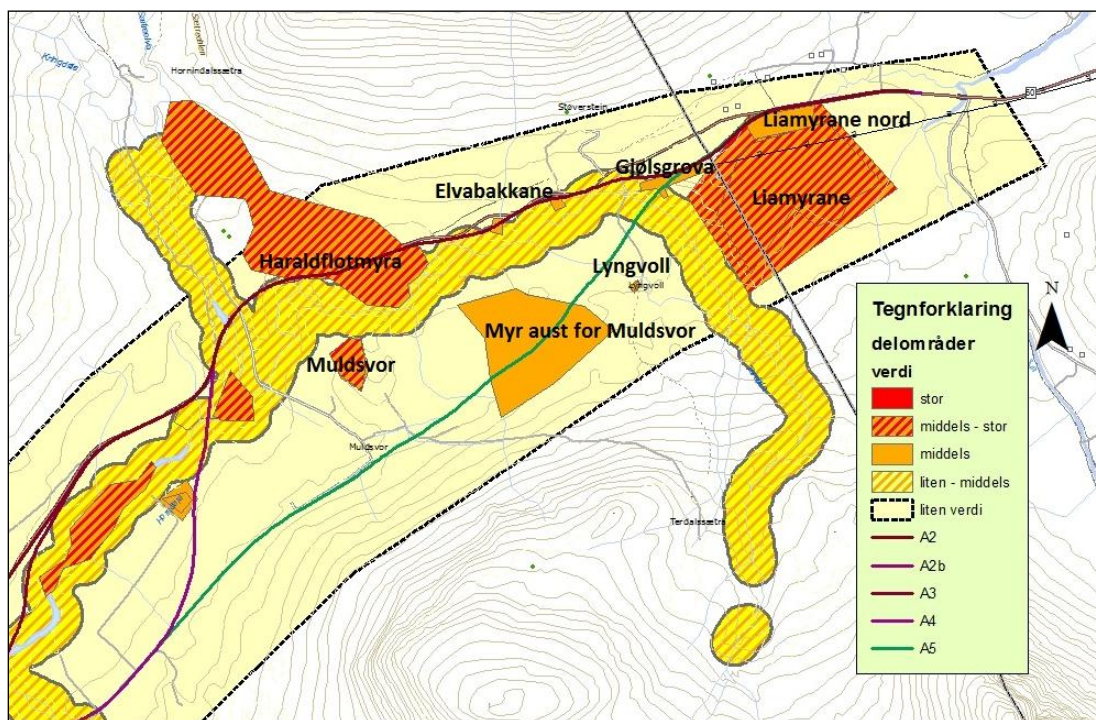 Hornindalssætra
Støverstein
60
Liamyrane nord
Gjølsgrova
Elvabakkane
Liamyrane
Haraldflotmyra
Lyngvoll
Lyngvoll
Myr aust for Muldsvor
Muldsvor
Muldsvor
Terdalssætra
N
Tegnforklaring
delområder
verdi
stor
middels - stor
middels
liten - middels
liten verdi
A2
A2b
A3
A4
A5